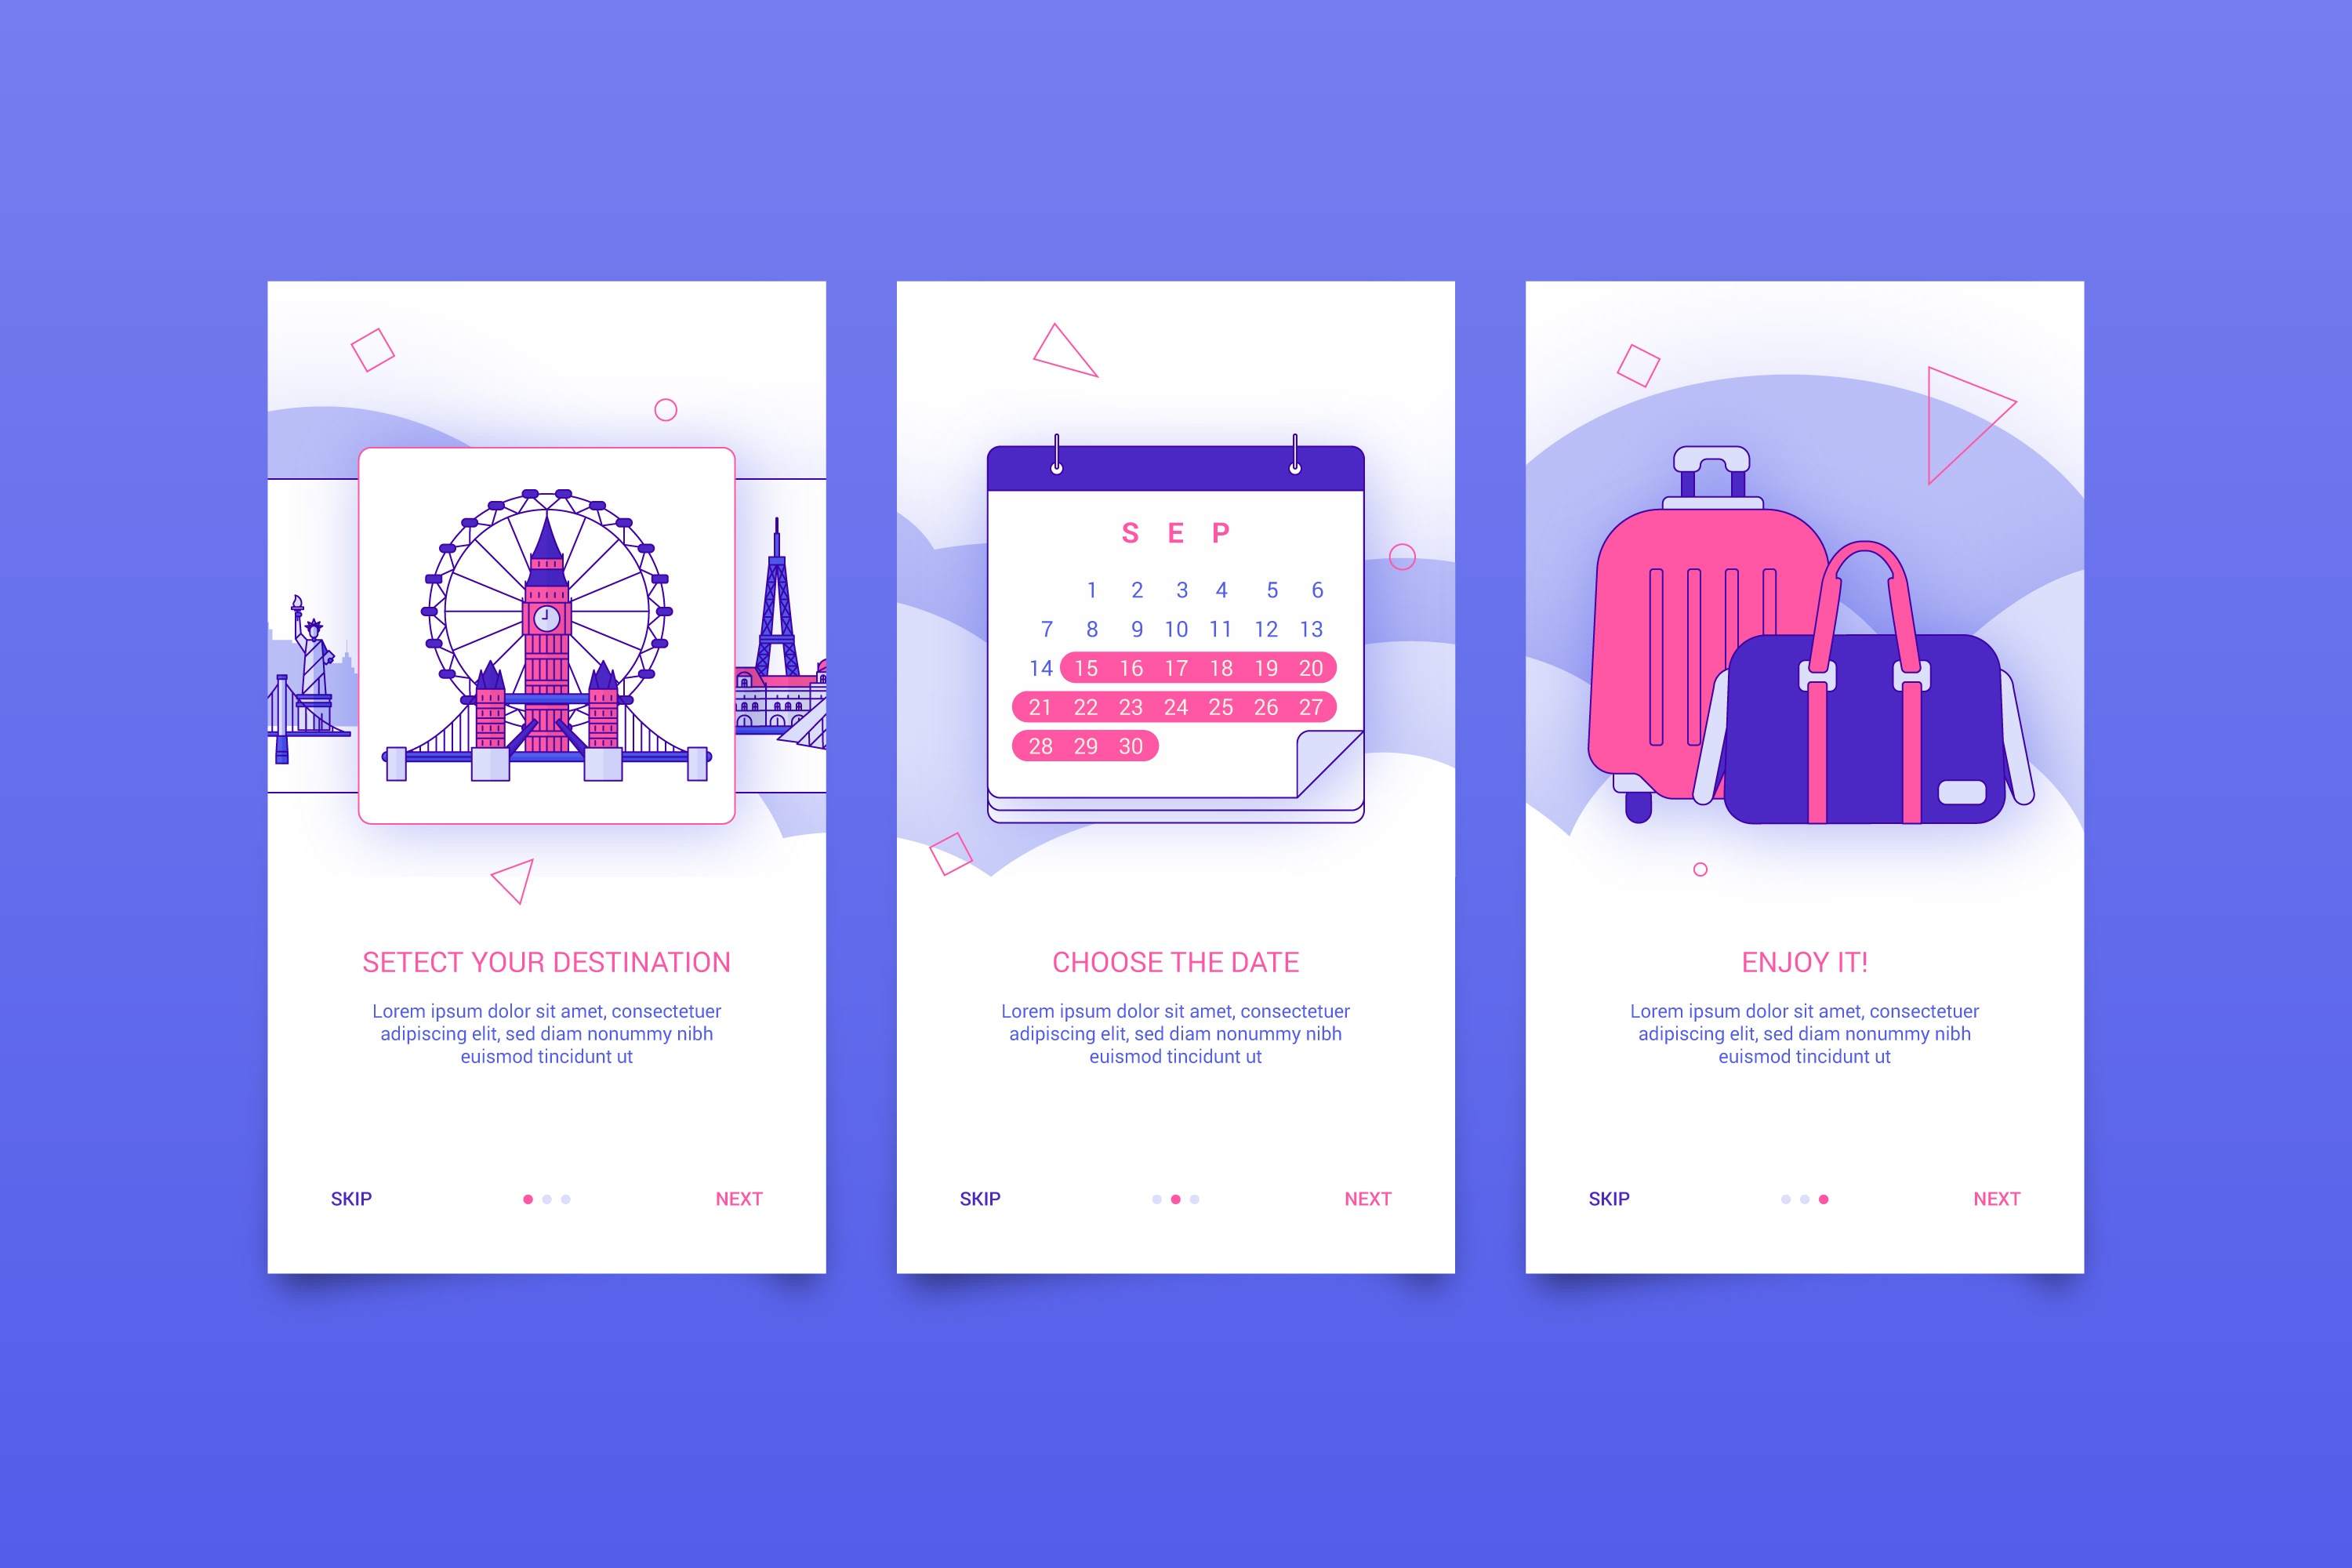 SETECT YOUR DESTINATION
Lorem ipsum dolor sit amet, consectetuer
adipiscing elit, sed diam nonummy nibh
euismod tincidunt ut
SKIP
NEXT
S E P
1 2 3 4 5 6
7 8 9 10 11 12 13
14 15 16 17 18 19 20
21 22 23 24 25 26 27
28 29 30
CHOOSE THE DATE
Lorem ipsum dolor sit amet, consectetuer
adipiscing elit, sed diam nonummy nibh
euismod tincidunt ut
SKIP
NEXT
ENJOY IT!
Lorem ipsum dolor sit amet, consectetuer
adipiscing elit, sed diam nonummy nibh
euismod tincidunt ut
SKIP
NEXT